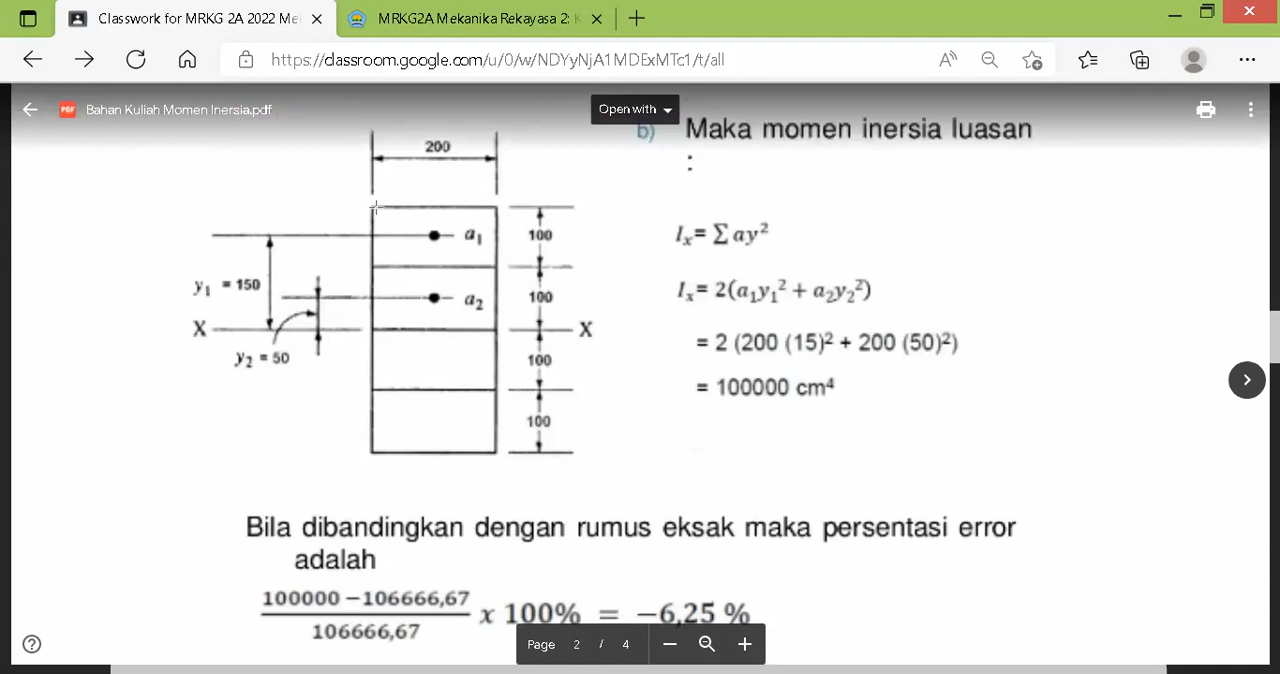 Classwork for MRKG 2A 2022 Me
MRKG2A Mekanika Rekayasa 2: K
https://classroom.google.com/u/0/w/NDYyNjA1MDExMTc1/t/all
Bahan Kuliah Momen Inersia.pdf
Open with
b) Maka momen inersia luasan
:
200
a₁
100
y₁ = 150
a₂
100
X
X
y₂ = 50
100
100
Iₓ= ∑ ay²
Iₓ= 2(a₁y₁² + a₂y₂²)
= 2 (200 (15)² + 200 (50)²)
= 100000 cm⁴
Bila dibandingkan dengan rumus eksak maka persentasi error
adalah
100000 −106666,67
106666,67
x 100% = −6,25 %
Page 2 / 4